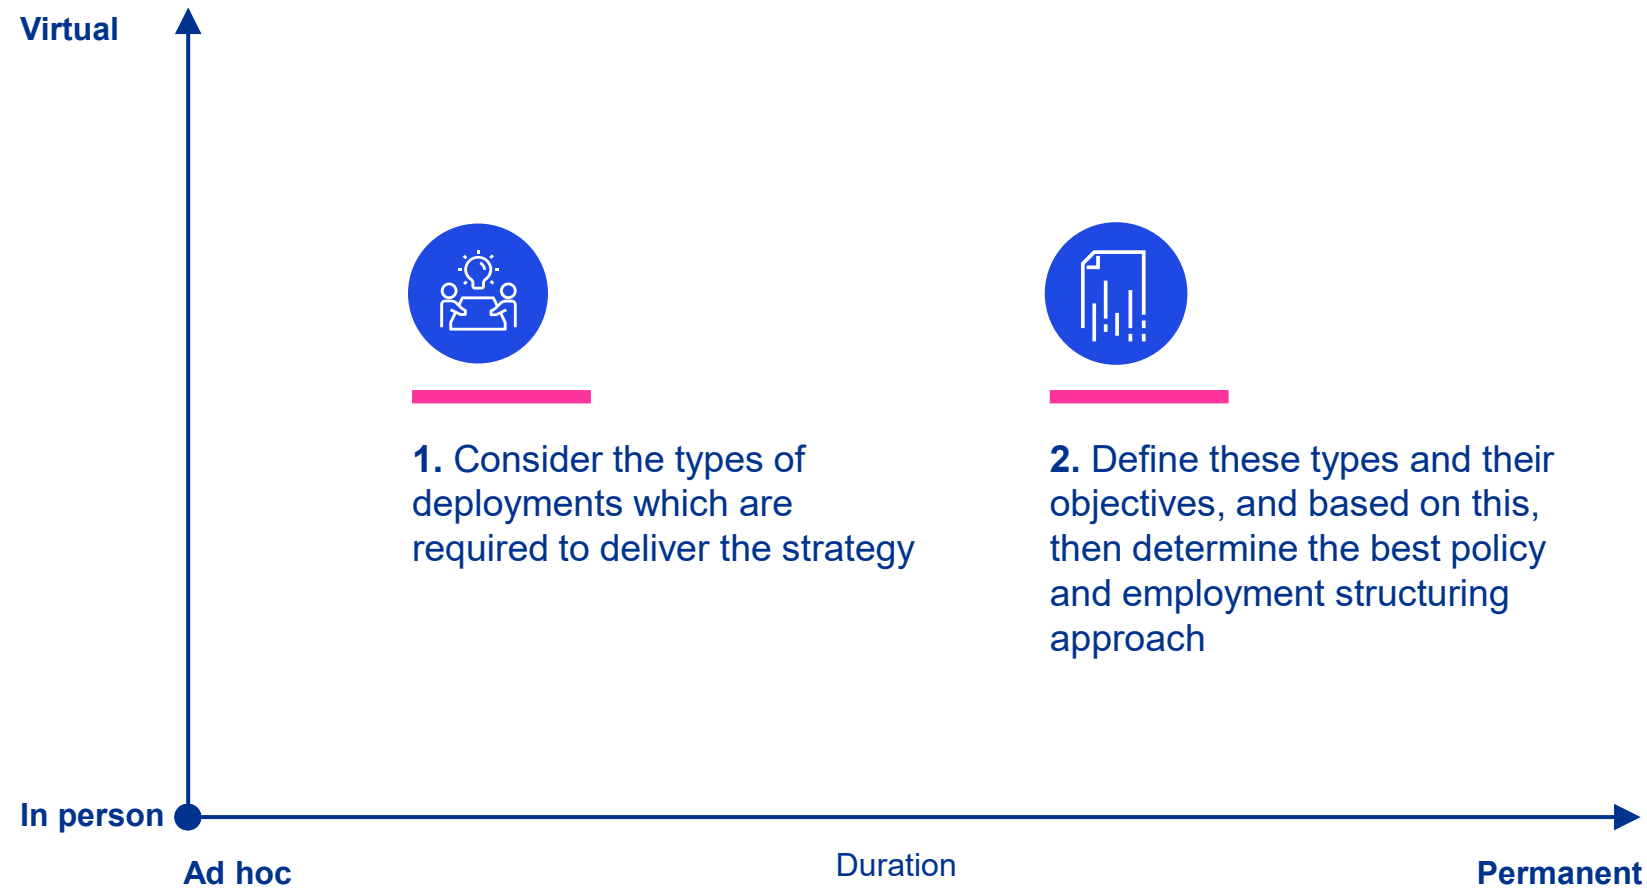 Virtual
1. Consider the types of
deployments which are
required to deliver the strategy
2. Define these types and their
objectives, and based on this,
then determine the best policy
and employment structuring
approach
In person
Ad hoc
Duration
Permanent